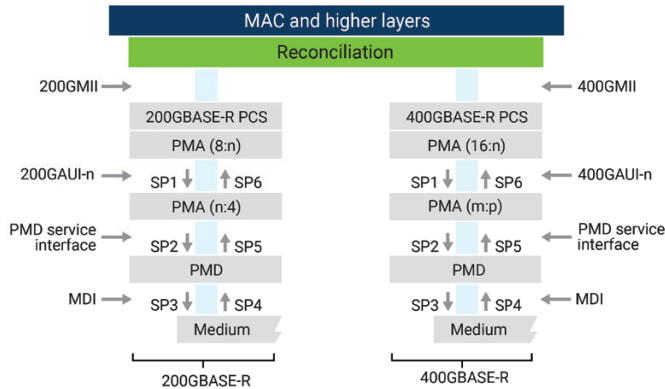 MAC and higher layers
Reconciliation
200GMII
400GMII
200GBASE-R PCS
400GBASE-R PCS
PMA (8:n)
PMA (16:n)
200GAUI-n
SP1
SP6
SP1
SP6
400GAUI-n
PMA (n:4)
PMA (m:p)
PMD service
interface
SP2
SP5
SP2
SP5
PMD service
interface
PMD
PMD
MDI
SP3
SP4
SP3
SP4
MDI
Medium
Medium
200GBASE-R
400GBASE-R